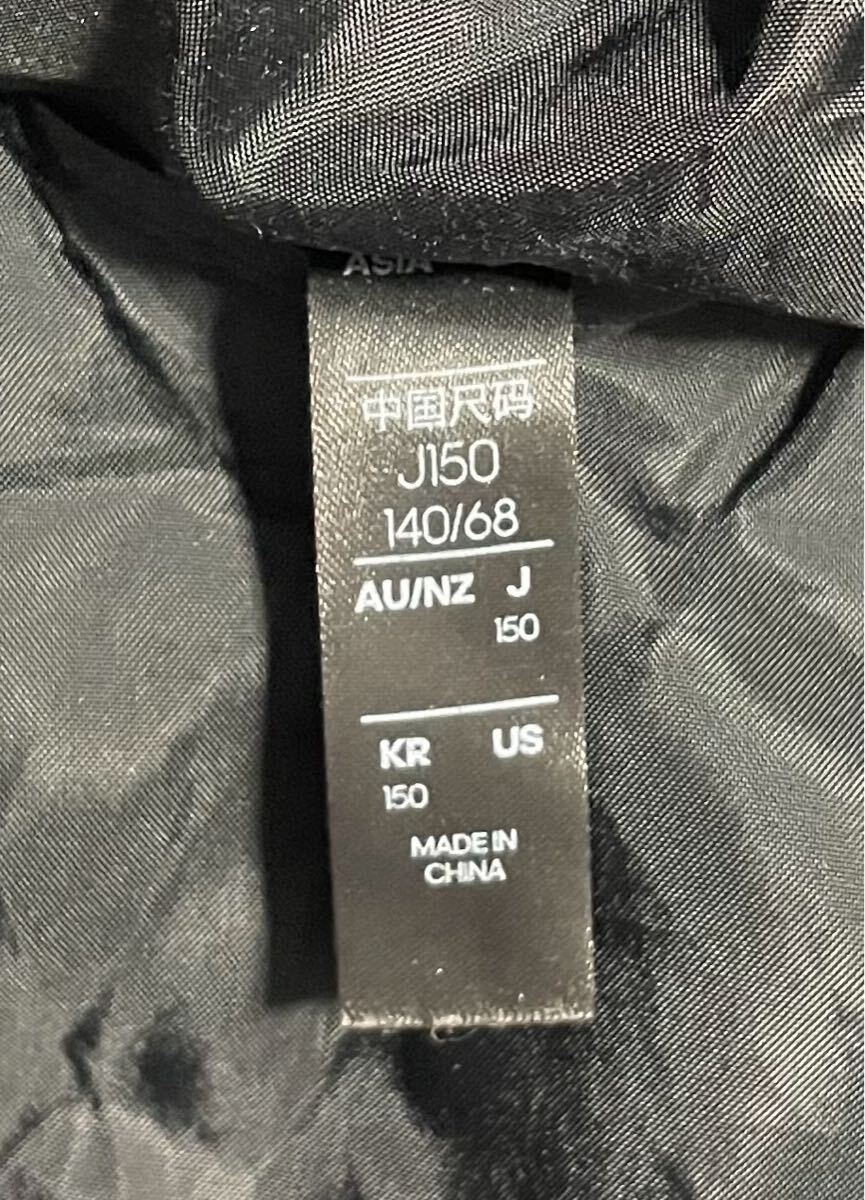 ASIA
中国尺码
J150
140/68
AU/NZ J
150
KR US
150
MADE IN
CHINA